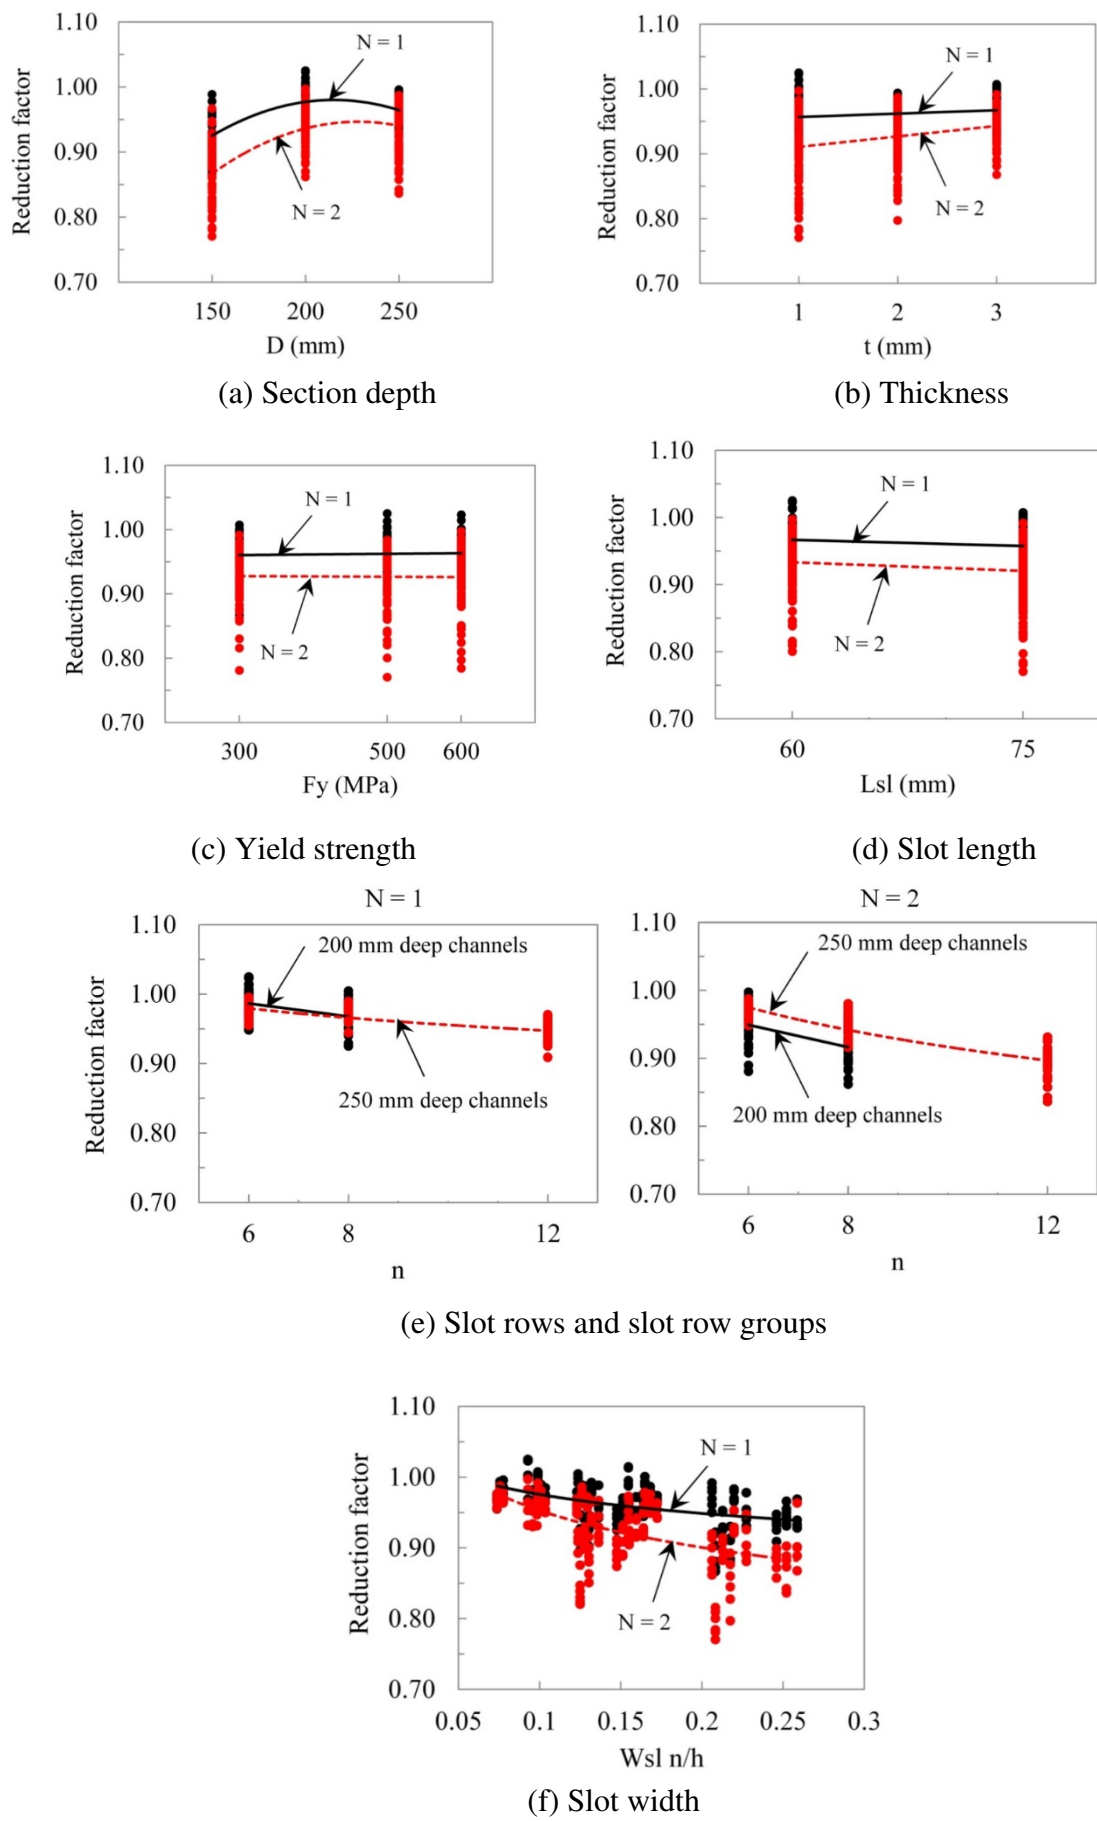 1.10
1.00
0.90
0.80
0.70
Reduction factor
N = 1
N = 2
150 200 250
D (mm)
(a) Section depth
1.10
1.00
0.90
0.80
0.70
Reduction factor
N = 1
N = 2
1 2 3
t (mm)
(b) Thickness
1.10
1.00
0.90
0.80
0.70
Reduction factor
N = 1
N = 2
300 500 600
Fy (MPa)
(c) Yield strength
1.10
1.00
0.90
0.80
0.70
Reduction factor
N = 1
N = 2
60 75
Lsl (mm)
(d) Slot length
N = 1
1.10
1.00
0.90
0.80
0.70
Reduction factor
200 mm deep channels
250 mm deep channels
6 8 12
n
N = 2
1.10
1.00
0.90
0.80
0.70
250 mm deep channels
200 mm deep channels
6 8 12
n
(e) Slot rows and slot row groups
1.10
1.00
0.90
0.80
0.70
Reduction factor
N = 1
N = 2
0.05 0.1 0.15 0.2 0.25 0.3
Wsl n/h
(f) Slot width